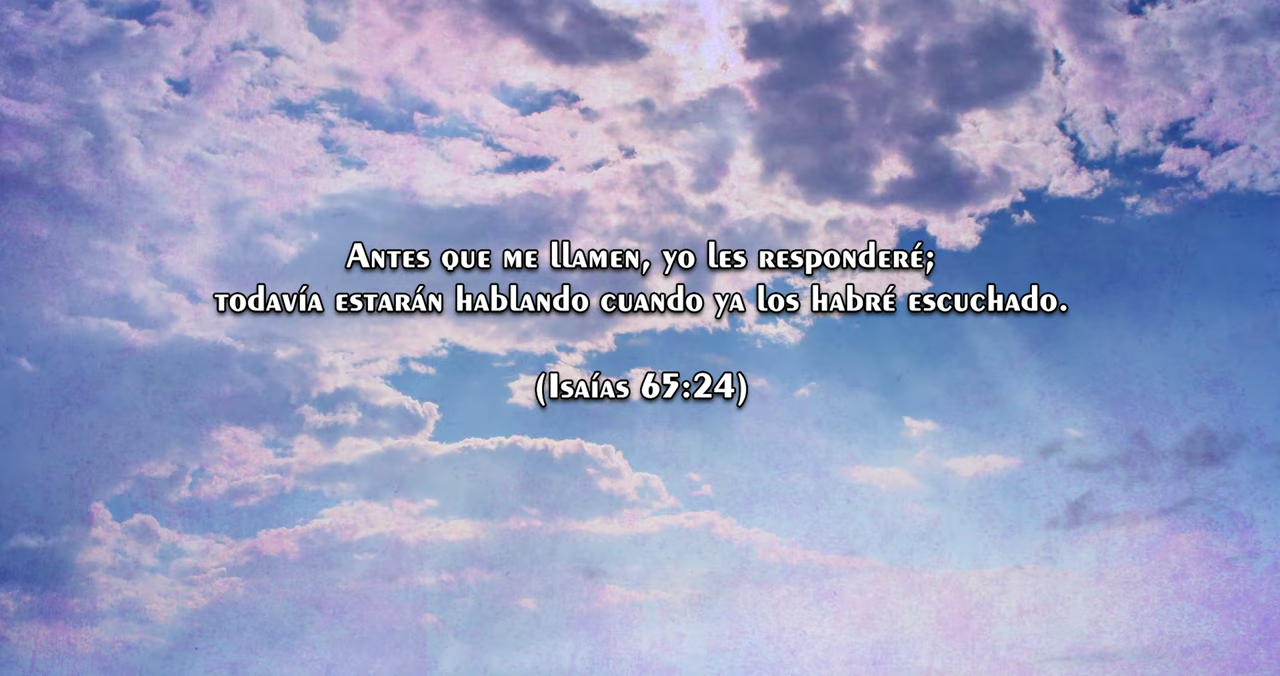 Antes que me llamen, yo les responderé;
todavía estarán hablando cuando ya los habré escuchado.
(Isaías 65:24)